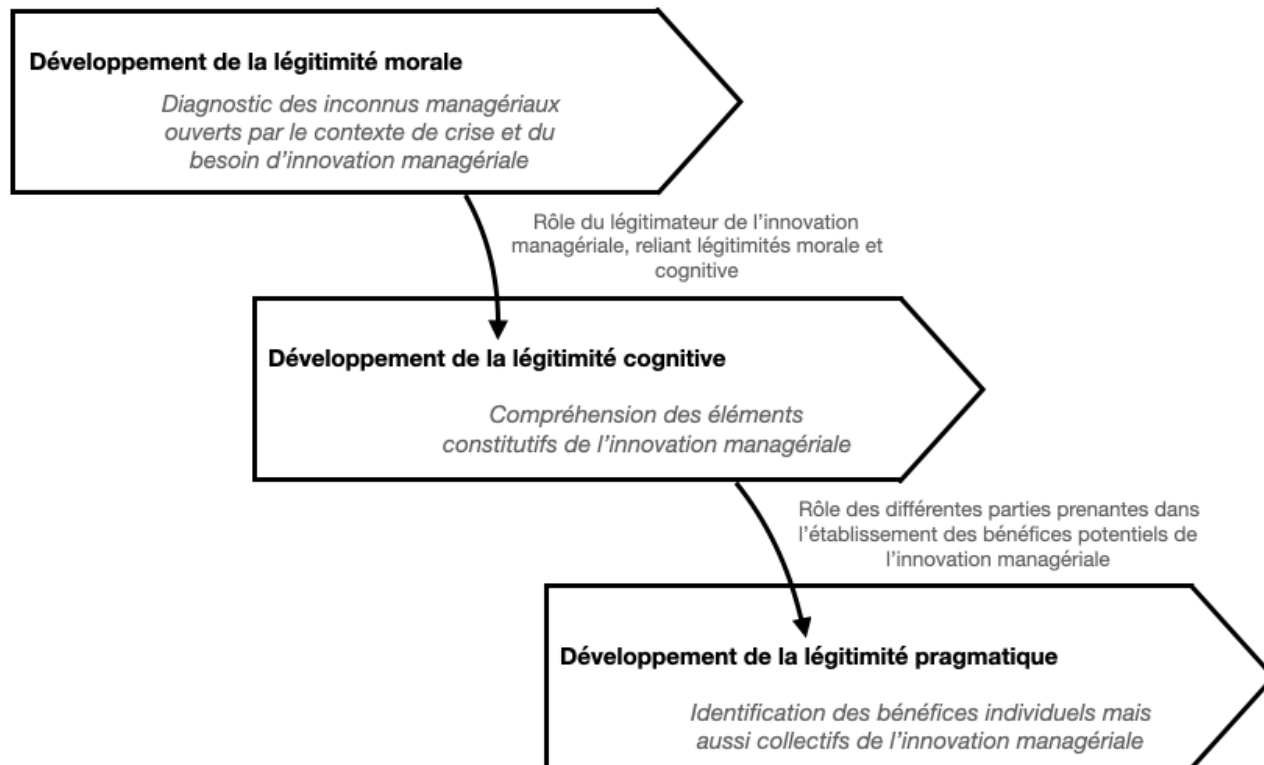 Développement de la légitimité morale
Diagnostic des inconnus managériaux
ouverts par le contexte de crise et du
besoin d'innovation managériale
Rôle du légitimateur de l'innovation
managériale, reliant légitimités morale et
cognitive
Développement de la légitimité cognitive
Compréhension des éléments
constitutifs de l'innovation managériale
Rôle des différentes parties prenantes dans
l'établissement des bénéfices potentiels de
l'innovation managériale
Développement de la légitimité pragmatique
Identification des bénéfices individuels mais
aussi collectifs de l'innovation managériale